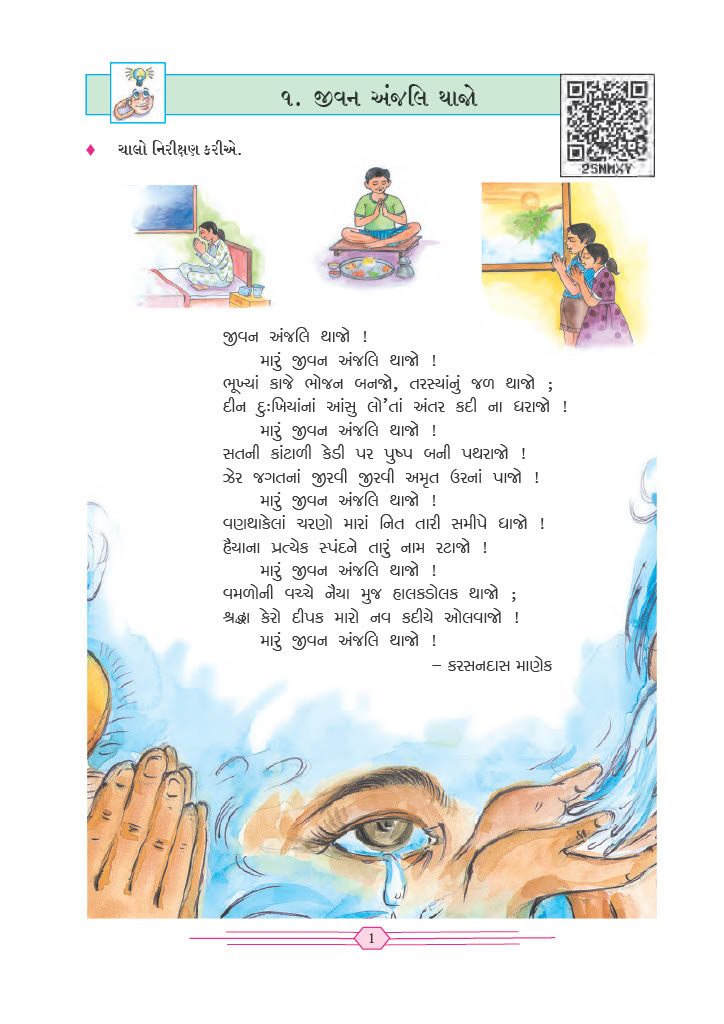 ૧. જીવન અંજલિ થાજો
2SNMXY
ચાલો નિરીક્ષણ કરીએ.
જીવન અંજલિ થાજો !
મારું જીવન અંજલિ થાજો !
ભૂખ્યાં કાજે ભોજન બનજો, તરસ્યાંનું જળ થાજો ;
દીન દુઃખિયાંનાં આંસુ લો'તાં અંતર કદી ના ધરાજો !
મારું જીવન અંજલિ થાજો !
સતની કાંટાળી કેડી પર પુષ્પ બની પથરાજો !
ઝેર જગતનાં જીરવી જીરવી અમૃત ઉરનાં પાજો !
મારું જીવન અંજલિ થાજો !
વણથાકેલાં ચરણો મારાં નિત તારી સમીપે ધાજો !
હૈયાના પ્રત્યેક સ્પંદને તારું નામ રટાજો !
મારું જીવન અંજલિ થાજો !
વમળોની વચ્ચે નૈયા મુજ હાલકડોલક થાજો ;
શ્રદ્ધા કેરો દીપક મારો નવ કદીયે ઓલવાજો !
મારું જીવન અંજલિ થાજો !
– કરસનદાસ માણેક
1